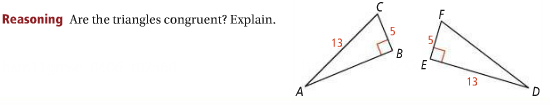 Reasoning Are the triangles congruent? Explain.
C
F
5
5
13
B
E
13
A
D